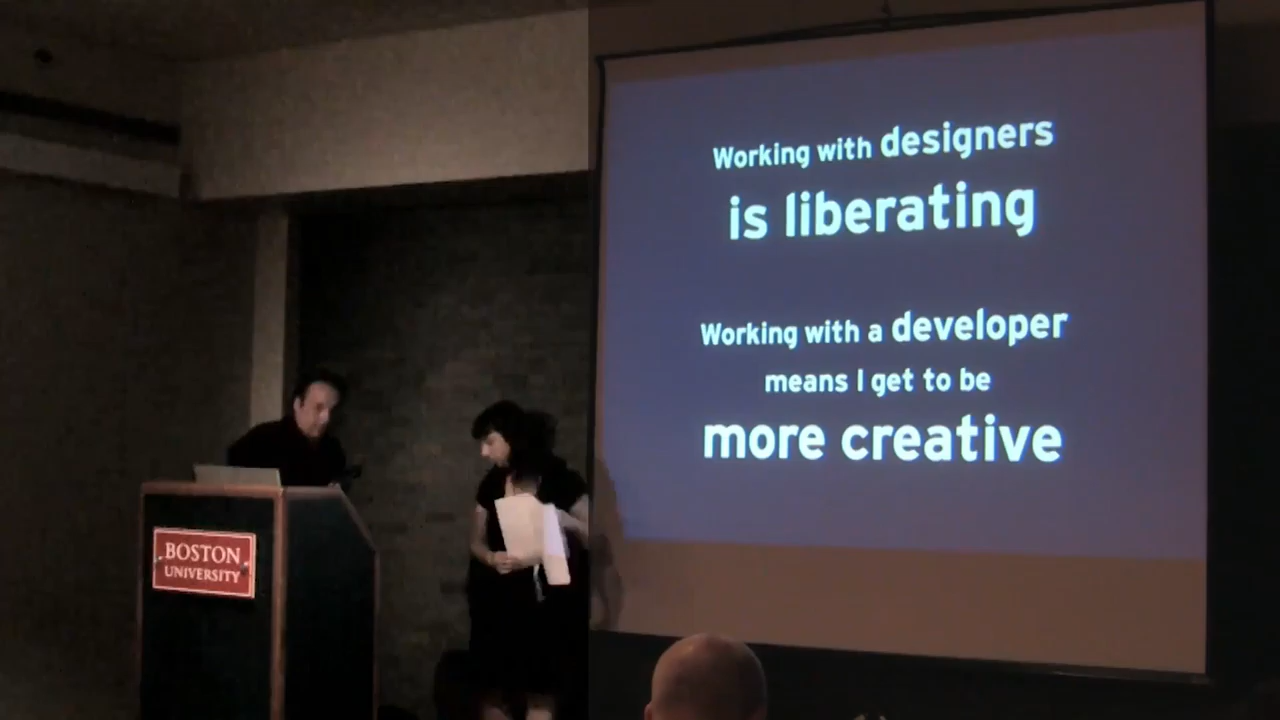 Working with designers
is liberating
Working with a developer
means I get to be
more creative
BOSTON
UNIVERSITY